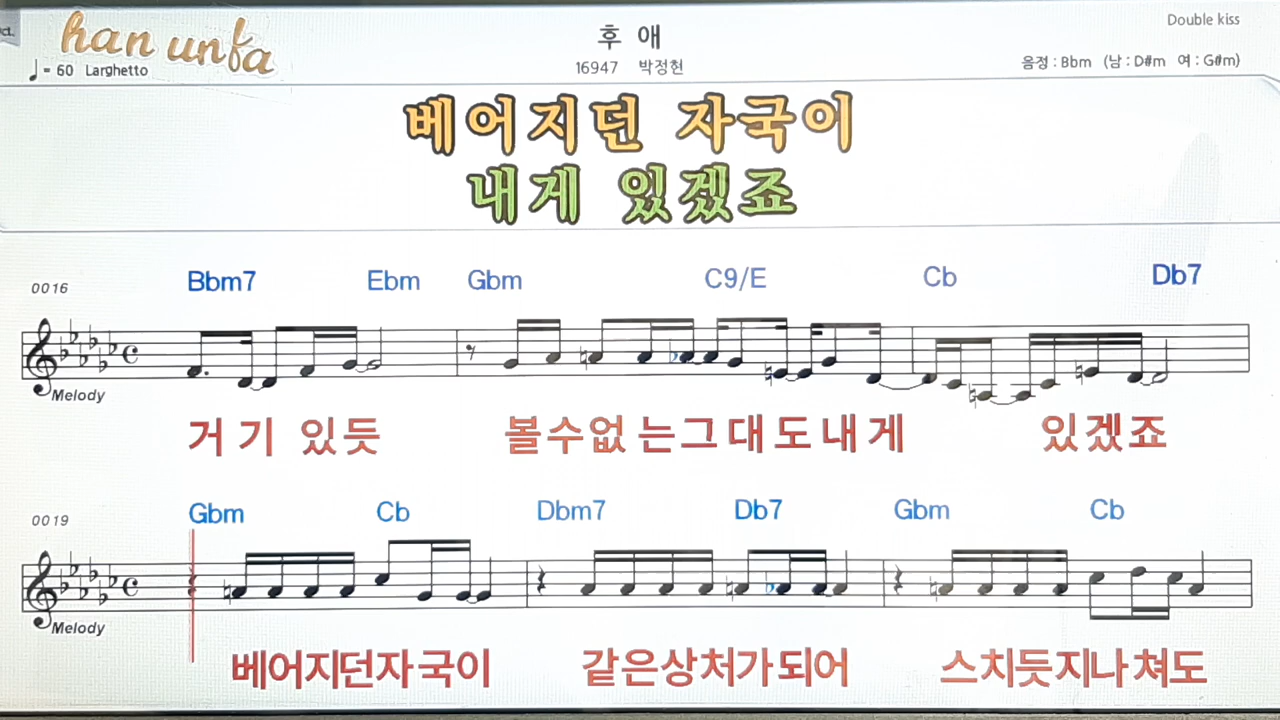 han unfa
Double kiss
후 애
♩= 60 Larghetto
16947 박정현
음정 : Bbm (남 : D#m 여 : G#m)
베어지던 자국이
내게 있겠죠
0016
Bbm7 Ebm Gbm C9/E Cb Db7
Melody
거 기 있듯 볼수없 는그대도내게 있겠죠
0019
Gbm Cb Dbm7 Db7 Gbm Cb
Melody
베어지던자국이 같은상처가되어 스치듯지나쳐도